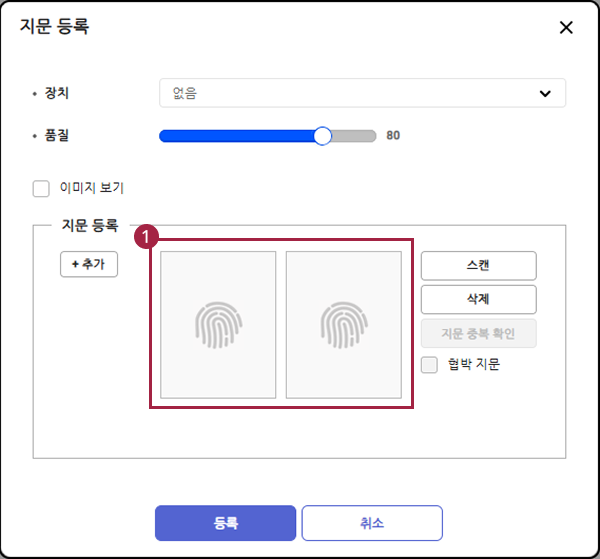 지문 등록
장치
없음
품질
80
이미지 보기
지문 등록
1
+ 추가
스캔
삭제
지문 중복 확인
협박 지문
등록
취소